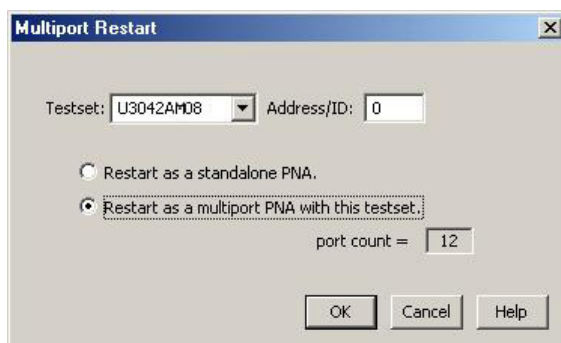 Multiport Restart
Testset: U3042AM08 Address/ID: 0
Restart as a standalone PNA.
Restart as a multiport PNA with this testset.
port count = 12
OK Cancel Help